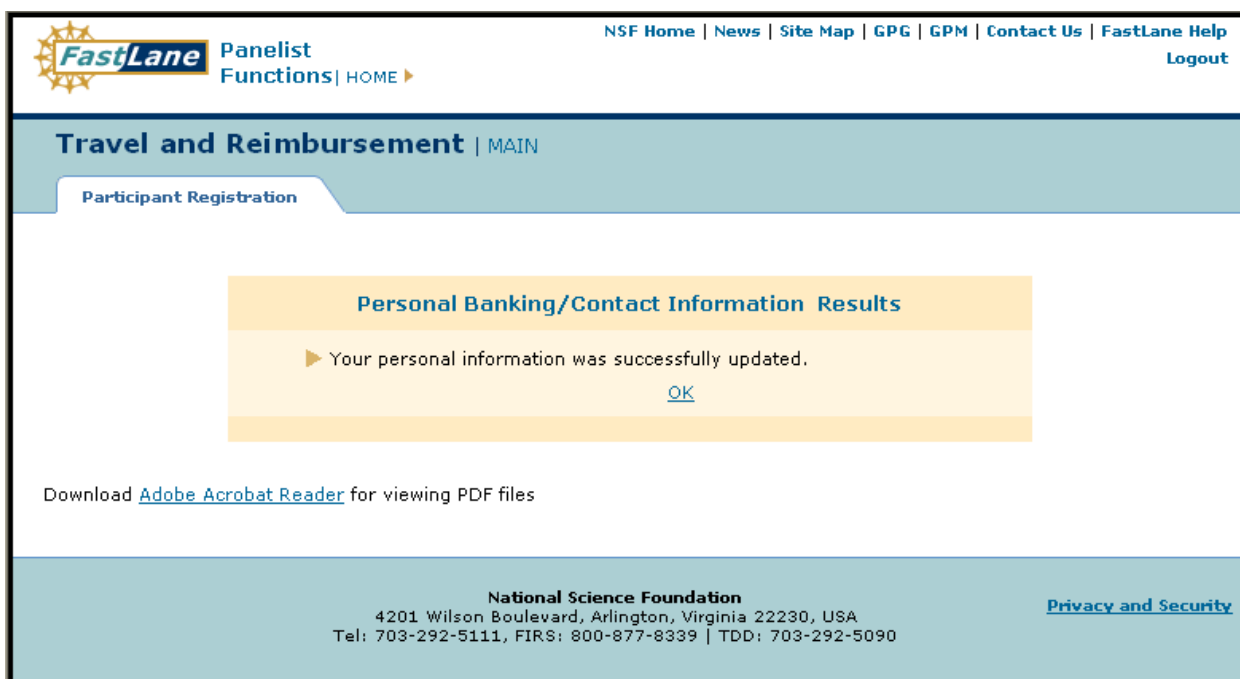 NSF Home | News | Site Map | GPG | GPM | Contact Us | FastLane Help
Logout
FastLane
Panelist
Functions| HOME
Travel and Reimbursement | MAIN
Participant Registration
Personal Banking/Contact Information Results
Your personal information was successfully updated.
OK
Download Adobe Acrobat Reader for viewing PDF files
National Science Foundation
4201 Wilson Boulevard, Arlington, Virginia 22230, USA
Tel: 703-292-5111, FIRS: 800-877-8339 | TDD: 703-292-5090
Privacy and Security